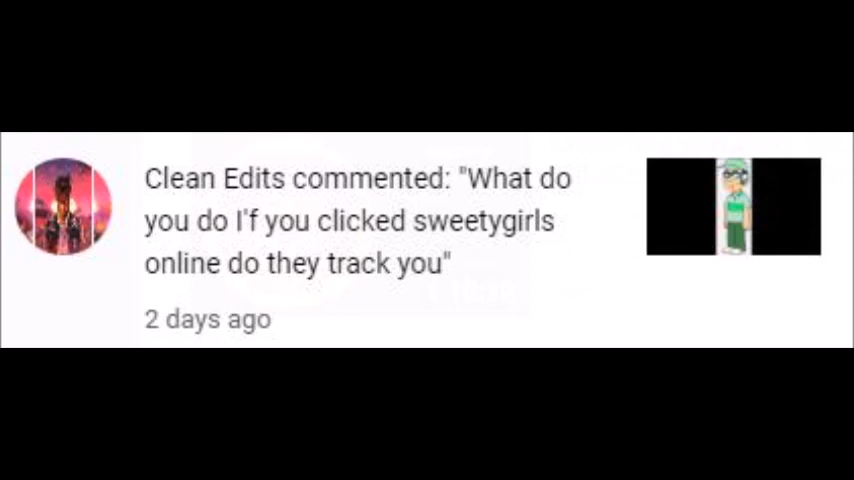 Clean Edits commented: "What do
you do I'f you clicked sweetygirls
online do they track you"
2 days ago